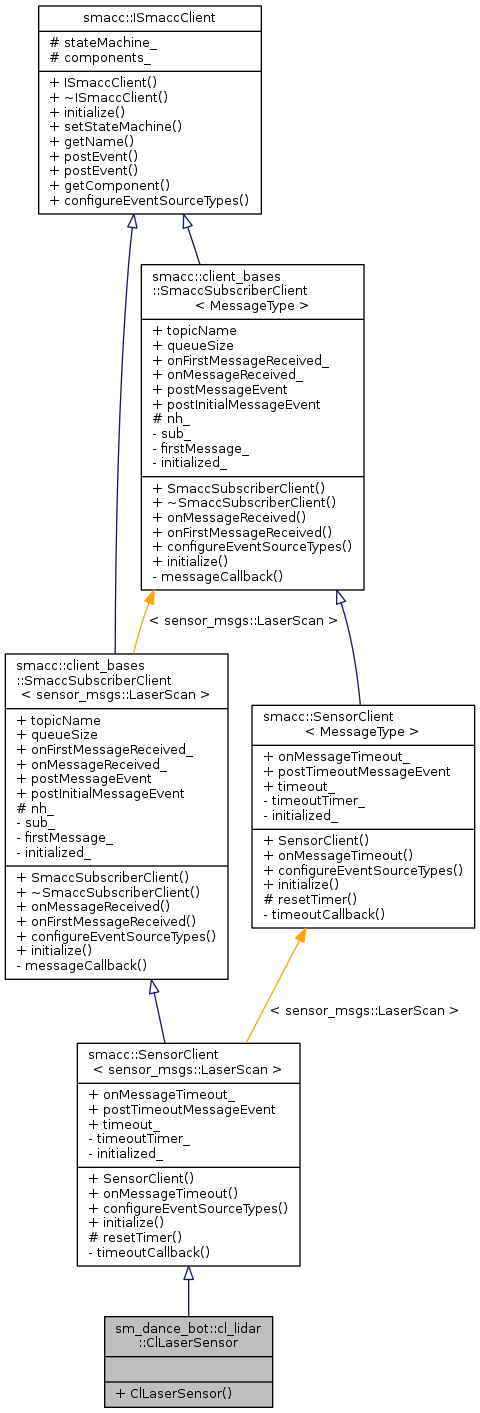 smacc::ISmaccClient
# stateMachine_
# components_
+ ISmaccClient()
+ ~ISmaccClient()
+ initialize()
+ setStateMachine()
+ getName()
+ postEvent()
+ postEvent()
+ getComponent()
+ configureEventSourceTypes()
smacc::client_bases
::SmaccSubscriberClient
< MessageType >
+ topicName
+ queueSize
+ onFirstMessageReceived_
+ onMessageReceived_
+ postMessageEvent
+ postInitialMessageEvent
# nh_
- sub_
- firstMessage_
- initialized_
+ SmaccSubscriberClient()
+ ~SmaccSubscriberClient()
+ onMessageReceived()
+ onFirstMessageReceived()
+ configureEventSourceTypes()
+ initialize()
- messageCallback()
< sensor_msgs::LaserScan >
smacc::client_bases
::SmaccSubscriberClient
< sensor_msgs::LaserScan >
+ topicName
+ queueSize
+ onFirstMessageReceived_
+ onMessageReceived_
+ postMessageEvent
+ postInitialMessageEvent
# nh_
- sub_
- firstMessage_
- initialized_
+ SmaccSubscriberClient()
+ ~SmaccSubscriberClient()
+ onMessageReceived()
+ onFirstMessageReceived()
+ configureEventSourceTypes()
+ initialize()
- messageCallback()
smacc::SensorClient
< MessageType >
+ onMessageTimeout_
+ postTimeoutMessageEvent
+ timeout_
- timeoutTimer_
- initialized_
+ SensorClient()
+ onMessageTimeout()
+ configureEventSourceTypes()
+ initialize()
# resetTimer()
- timeoutCallback()
< sensor_msgs::LaserScan >
smacc::SensorClient
< sensor_msgs::LaserScan >
+ onMessageTimeout_
+ postTimeoutMessageEvent
+ timeout_
- timeoutTimer_
- initialized_
+ SensorClient()
+ onMessageTimeout()
+ configureEventSourceTypes()
+ initialize()
# resetTimer()
- timeoutCallback()
sm_dance_bot::cl_lidar
::ClLaserSensor
+ ClLaserSensor()